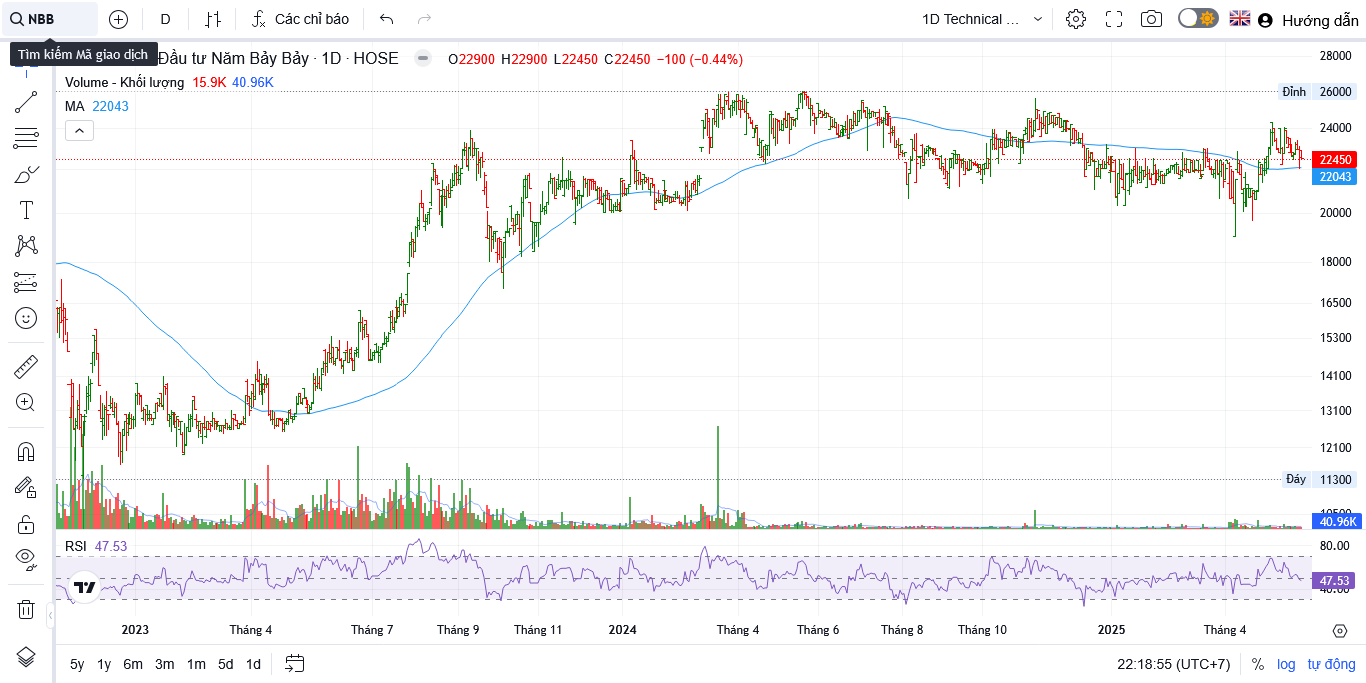 NBB
D
Các chỉ báo
1D Technical ...
Hướng dẫn
Tìm kiếm Mã giao dịch
Đầu tư Năm Bảy Bảy · 1D · HOSE
O22900 H22900 L22450 C22450 −100 (−0.44%)
Volume - Khối lượng 15.9K 40.96K
MA 22043
28000
Đỉnh 26000
24000
22450
22043
20000
18000
16500
15300
14100
13100
12100
Đáy 11300
40.96K
RSI 47.53
80.00
47.53
40.00
2023 Tháng 4 Tháng 7 Tháng 9 Tháng 11 2024 Tháng 4 Tháng 6 Tháng 8 Tháng 10 2025 Tháng 4
5y 1y 6m 3m 1m 5d 1d
22:18:55 (UTC+7) % log tự động